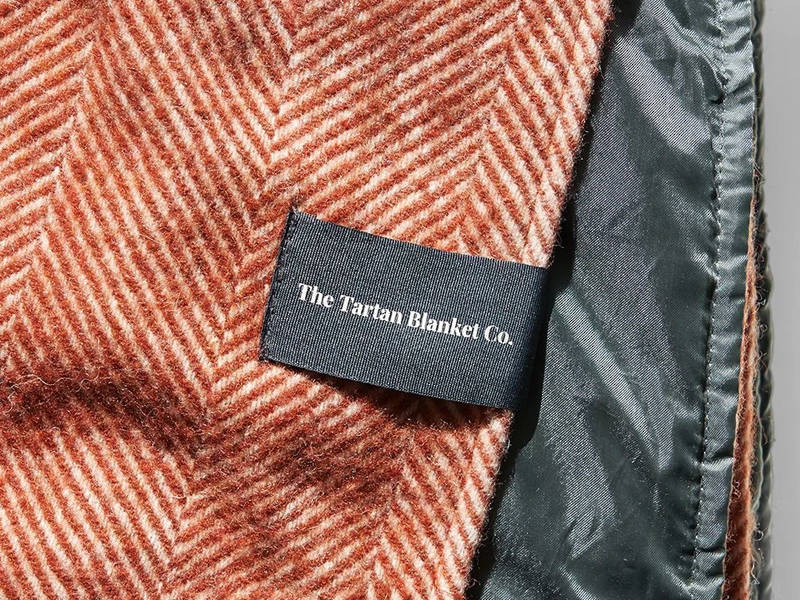 The Tartan Blanket Co.